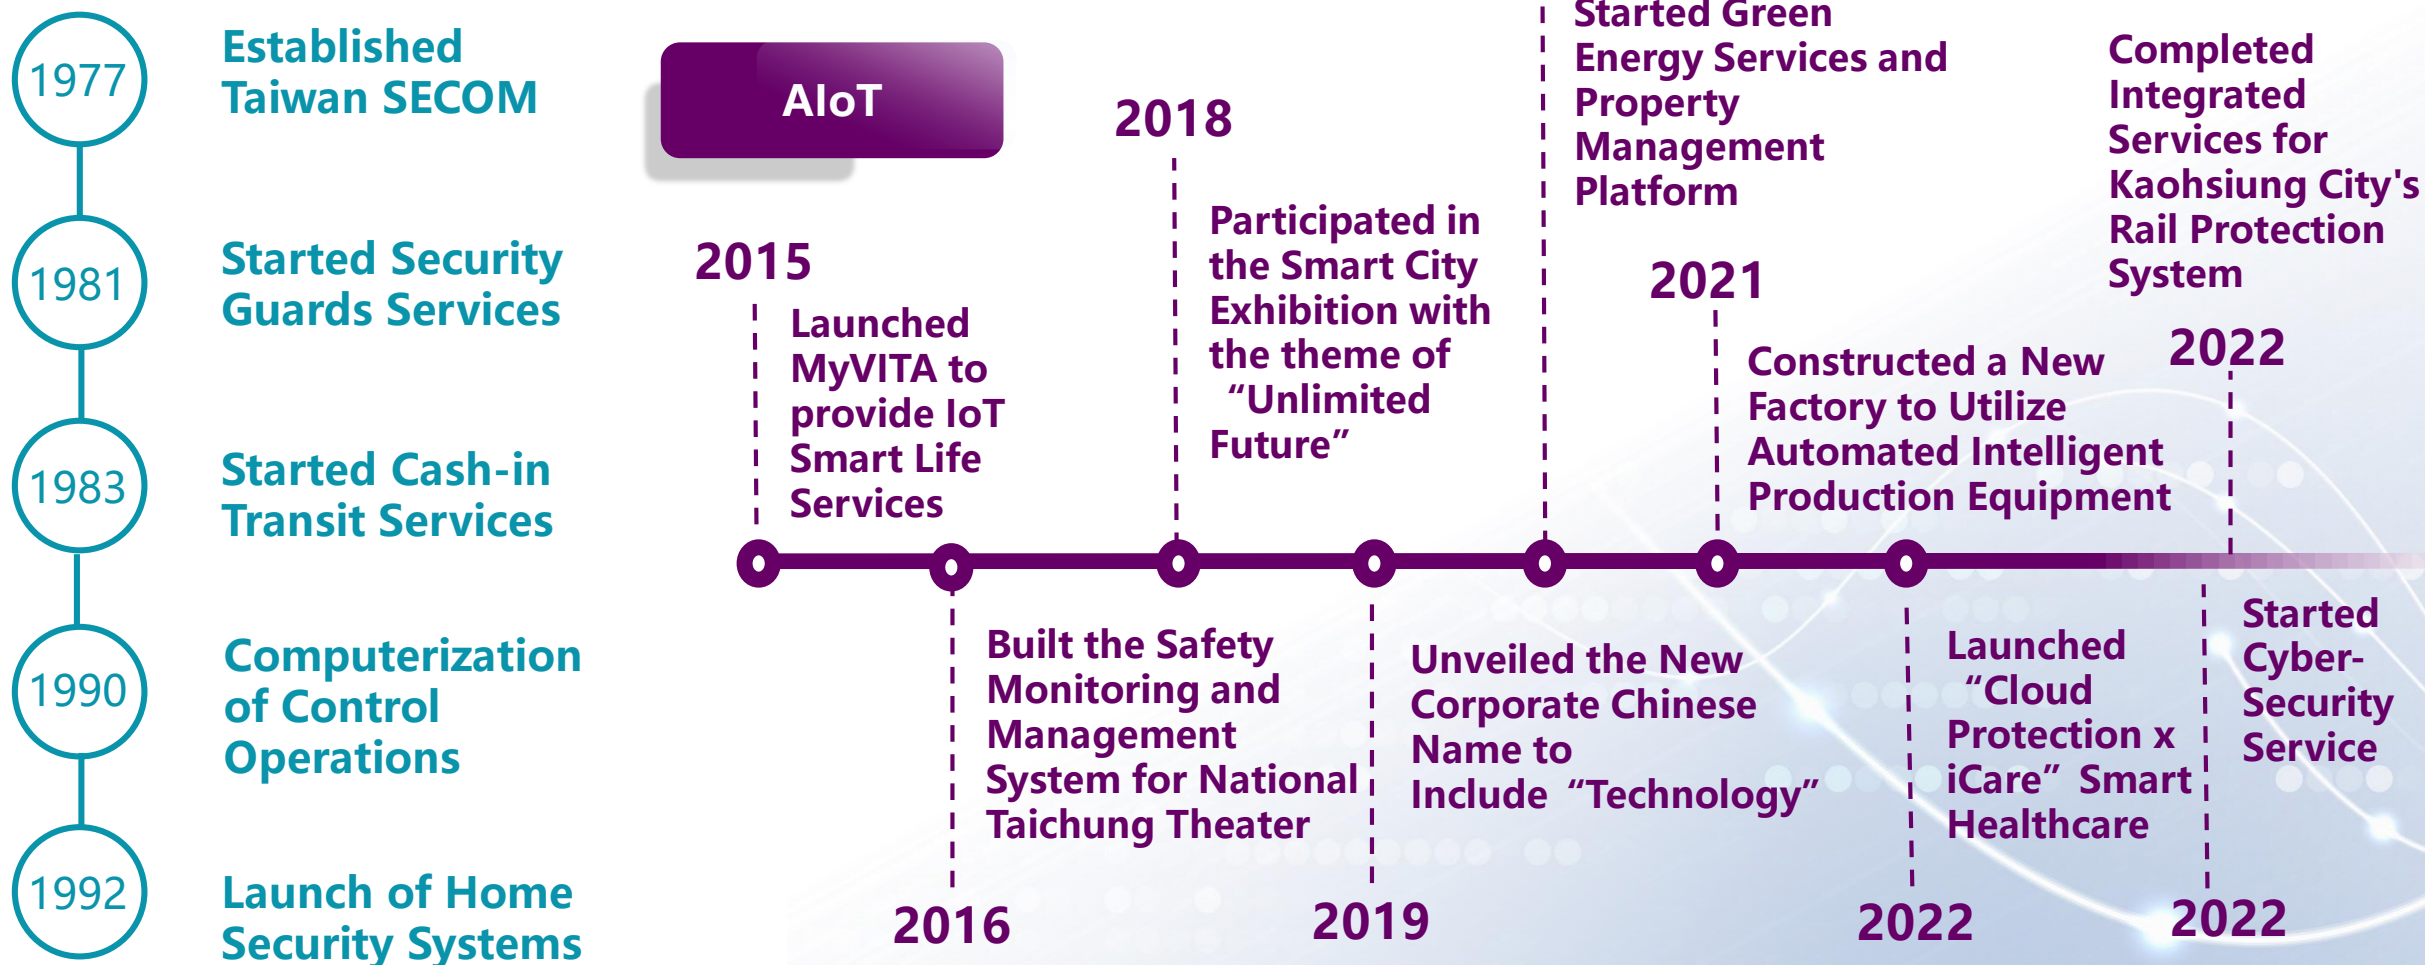 1977
Established
Taiwan SECOM
1981
Started Security
Guards Services
1983
Started Cash-in
Transit Services
1990
Computerization
of Control
Operations
1992
Launch of Home
Security Systems
AIoT
2015
Launched
MyVITA to
provide IoT
Smart Life
Services
2016
Built the Safety
Monitoring and
Management
System for National
Taichung Theater
2018
Participated in
the Smart City
Exhibition with
the theme of
“Unlimited
Future”
2019
Unveiled the New
Corporate Chinese
Name to
Include “Technology”
Started Green
Energy Services and
Property
Management
Platform
2021
Constructed a New
Factory to Utilize
Automated Intelligent
Production Equipment
2022
Launched
“Cloud
Protection x
iCare” Smart
Healthcare
Completed
Integrated
Services for
Kaohsiung City's
Rail Protection
System
2022
Started
Cyber-
Security
Service
2022